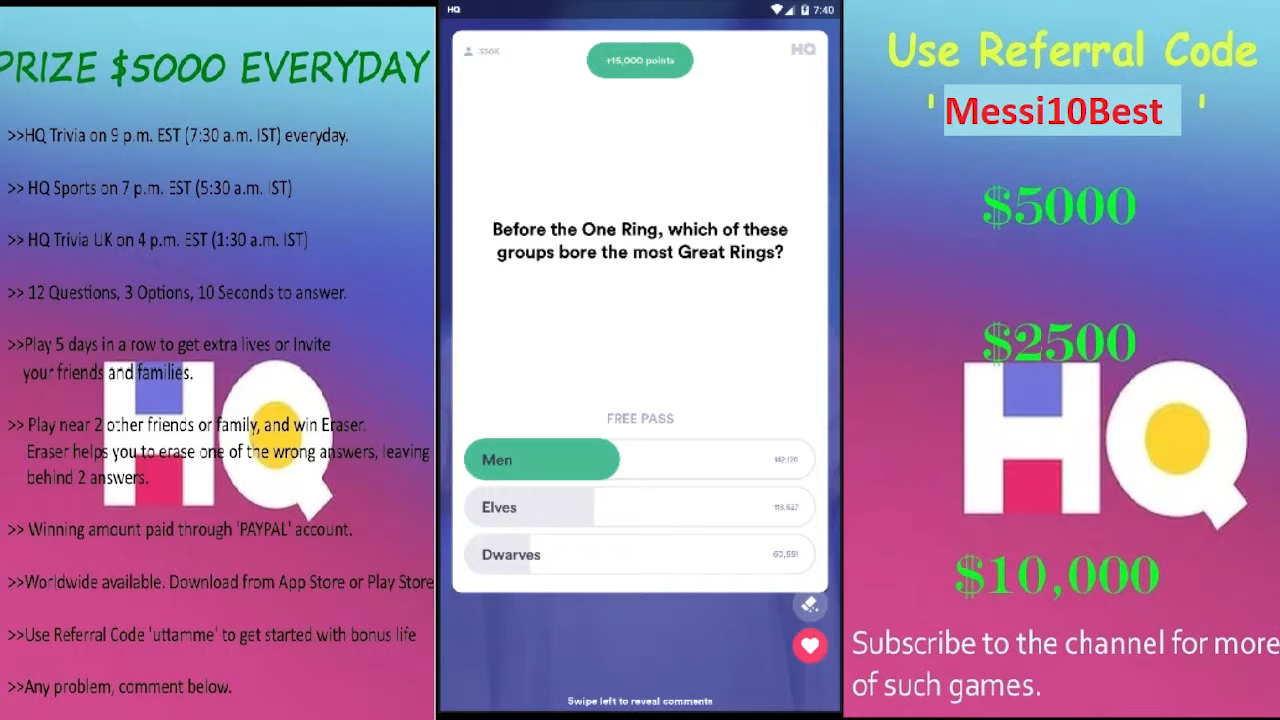 PRIZE $5000 EVERYDAY
>>HQ Trivia on 9 p.m. EST (7:30 a.m. IST) everyday.
>> HQ Sports on 7 p.m. EST (5:30 a.m. IST)
>> HQ Trivia UK on 4 p.m. EST (1:30 a.m. IST)
>> 12 Questions, 3 Options, 10 Seconds to answer.
>>Play 5 days in a row to get extra lives or Invite
your friends and families.
>> Play near 2 other friends or family, and win Eraser.
Eraser helps you to erase one of the wrong answers, leaving
behind 2 answers.
>> Winning amount paid through 'PAYPAL' account.
>>Worldwide available. Download from App Store or Play Store
>>Use Referral Code 'uttamme' to get started with bonus life
>>Any problem, comment below.
HQ
HQ
7:40
356K
+15,000 points
HQ
Before the One Ring, which of these
groups bore the most Great Rings?
FREE PASS
Men
Elves
Dwarves
Swipe left to reveal comments
Use Referral Code
' Messi10Best '
$5000
$2500
HQ
$10,000
Subscribe to the channel for more
of such games.